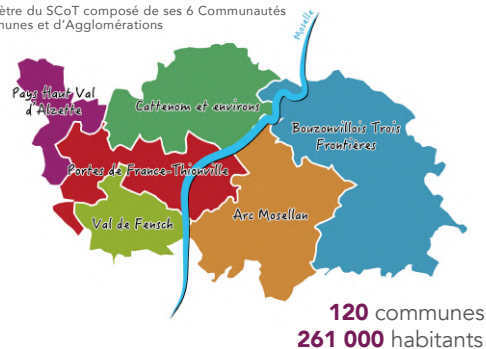 ètre du SCoT composé de ses 6 Communautés
unes et d'Agglomérations
Moselle
Pays Haut Val
d'Alzette
Cattenom et environs
Bouzonvillois Trois
Frontières
Portes de France-Thionville
Val de Fensch
Arc Mosellan
120 communes
261 000 habitants